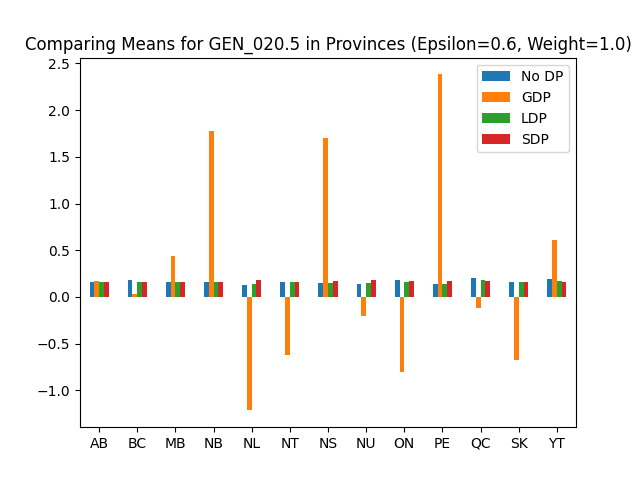 Comparing Means for GEN_020.5 in Provinces (Epsilon=0.6, Weight=1.0)
No DP
GDP
LDP
SDP
2.5
2.0
1.5
1.0
0.5
0.0
−0.5
−1.0
AB BC MB NB NL NT NS NU ON PE QC SK YT